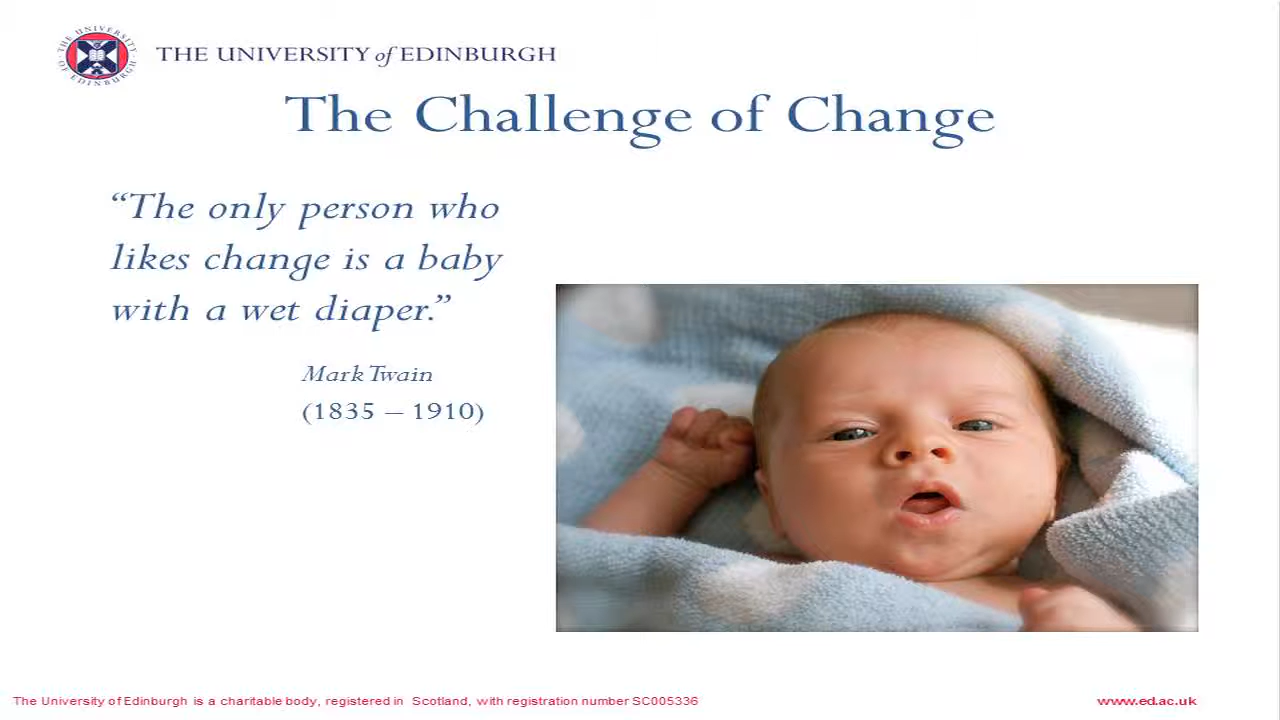 THE UNIVERSITY of EDINBURGH
The Challenge of Change
“The only person who
likes change is a baby
with a wet diaper.”
Mark Twain
(1835 – 1910)
The University of Edinburgh is a charitable body, registered in Scotland, with registration number SC005336
www.ed.ac.uk